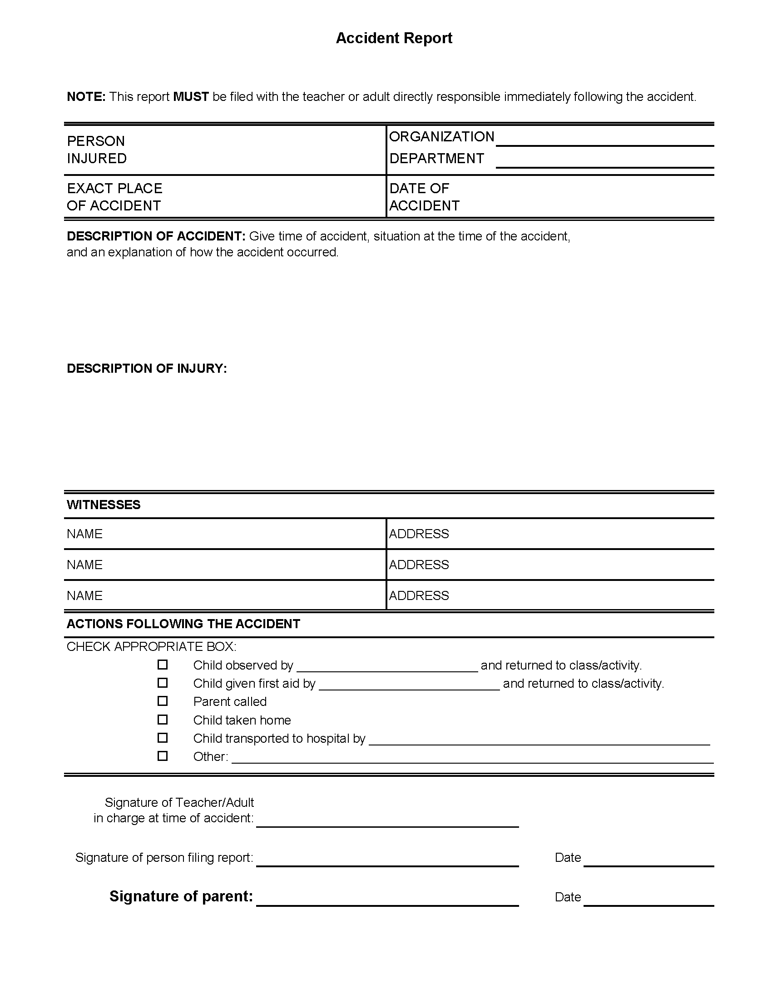 Accident Report
NOTE: This report MUST be filed with the teacher or adult directly responsible immediately following the accident.
PERSON
INJURED
ORGANIZATION
DEPARTMENT
EXACT PLACE
OF ACCIDENT
DATE OF
ACCIDENT
DESCRIPTION OF ACCIDENT: Give time of accident, situation at the time of the accident,
and an explanation of how the accident occurred.
DESCRIPTION OF INJURY:
WITNESSES
NAME ADDRESS
NAME ADDRESS
NAME ADDRESS
ACTIONS FOLLOWING THE ACCIDENT
CHECK APPROPRIATE BOX:
Child observed by and returned to class/activity.
Child given first aid by and returned to class/activity.
Parent called
Child taken home
Child transported to hospital by
Other:
Signature of Teacher/Adult
in charge at time of accident:
Signature of person filing report: Date
Signature of parent: Date